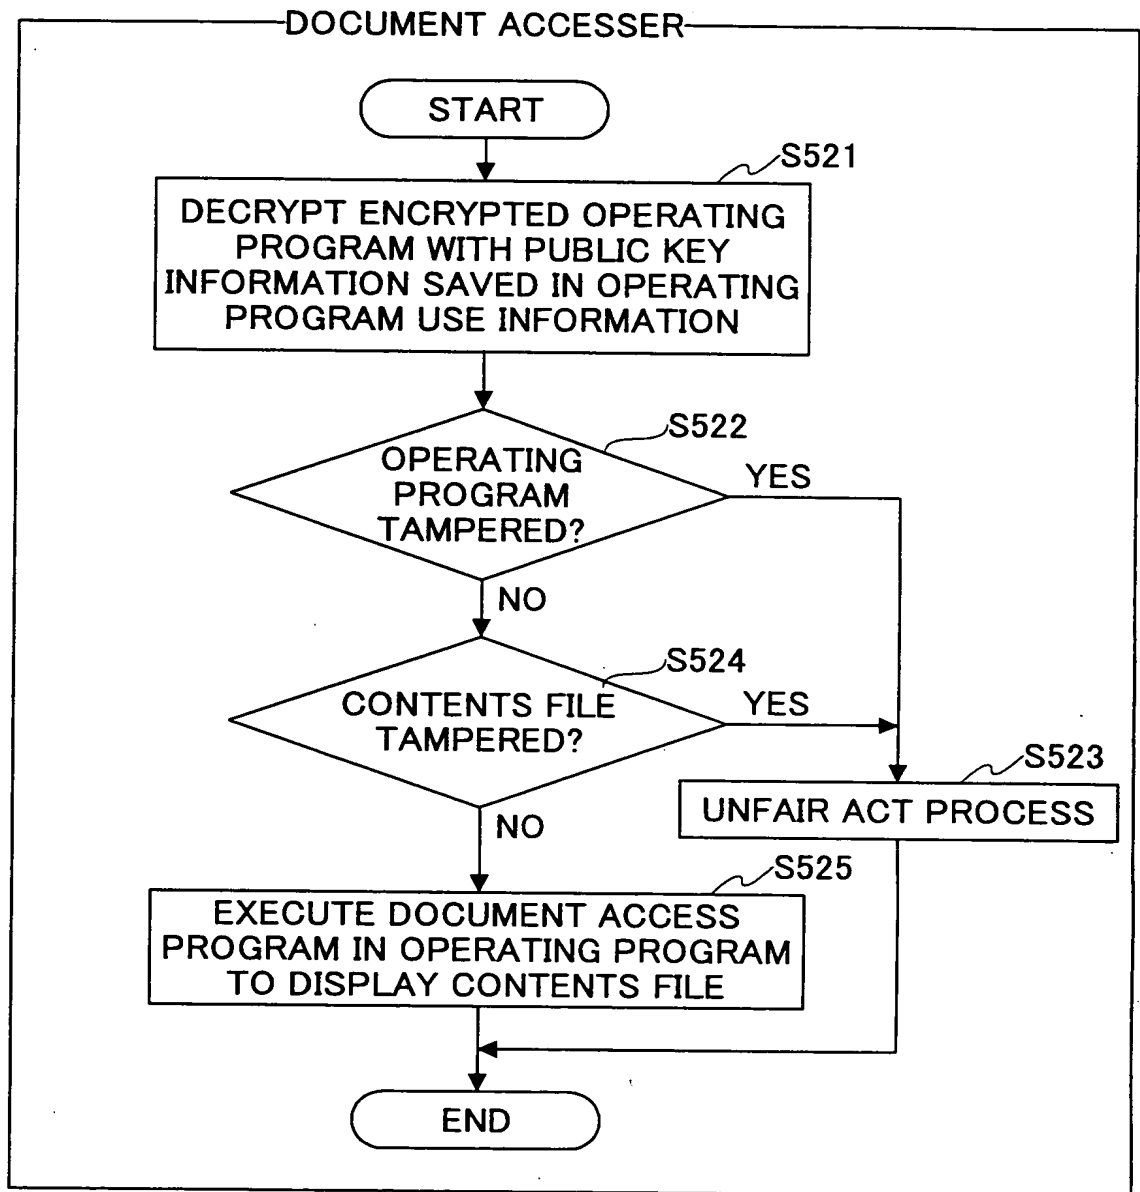 DOCUMENT ACCESSER
START
S521
DECRYPT ENCRYPTED OPERATING
PROGRAM WITH PUBLIC KEY
INFORMATION SAVED IN OPERATING
PROGRAM USE INFORMATION
S522
OPERATING
PROGRAM
TAMPERED?
YES
NO
S524
CONTENTS FILE
TAMPERED?
YES
S523
UNFAIR ACT PROCESS
NO
S525
EXECUTE DOCUMENT ACCESS
PROGRAM IN OPERATING PROGRAM
TO DISPLAY CONTENTS FILE
END